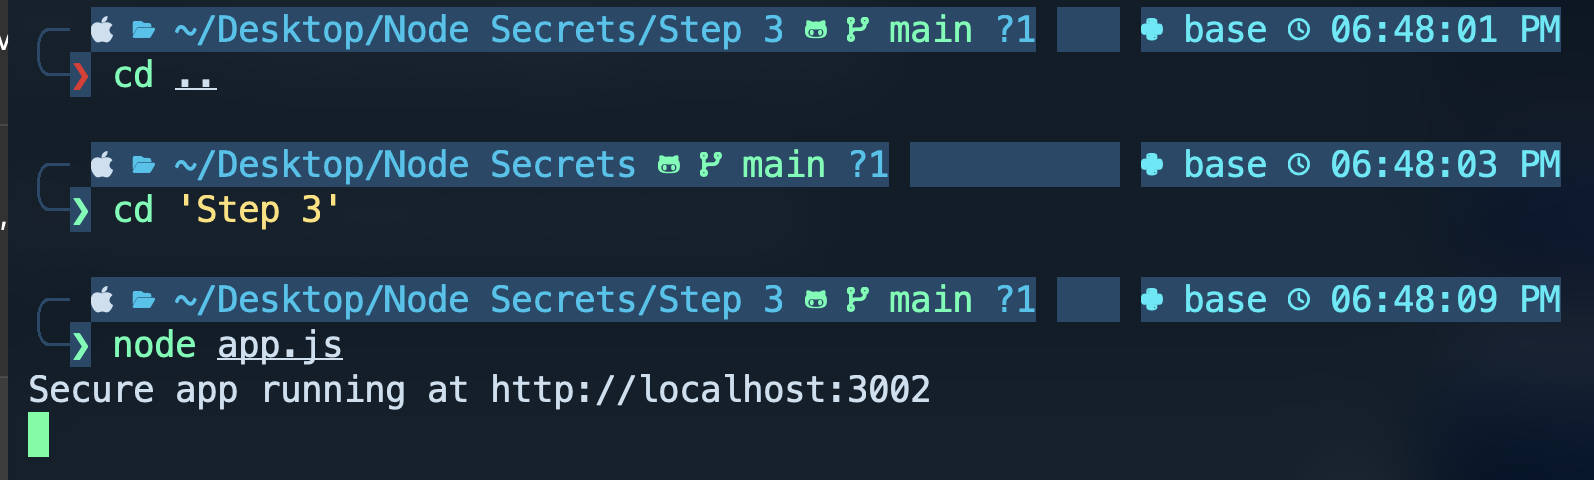 ~/Desktop/Node Secrets/Step 3 main ?1 base 06:48:01 PM
❯ cd ..
~/Desktop/Node Secrets main ?1 base 06:48:03 PM
❯ cd 'Step 3'
~/Desktop/Node Secrets/Step 3 main ?1 base 06:48:09 PM
❯ node app.js
Secure app running at http://localhost:3002